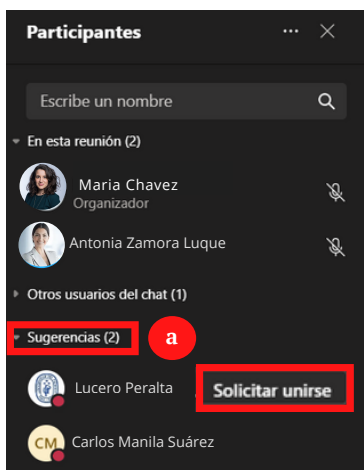 Participantes ...
Escribe un nombre
En esta reunión (2)
Maria Chavez
Organizador
Antonia Zamora Luque
Otros usuarios del chat (1)
Sugerencias (2) a
Lucero Peralta Solicitar unirse
CM Carlos Manila Suárez